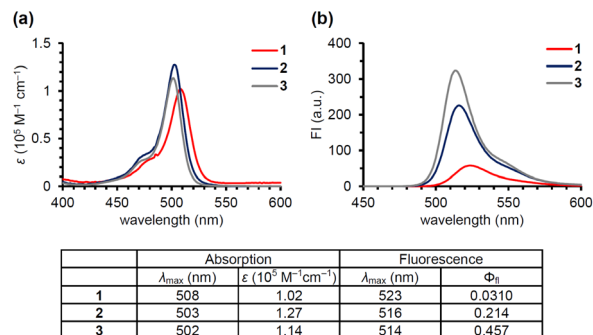 (a)
ε (10⁵ M⁻¹ cm⁻¹)
1.5
1
0.5
0
400
450
500
550
600
wavelength (nm)
1
2
3
(b)
FI (a.u.)
400
300
200
100
0
450
500
550
600
wavelength (nm)
1
2
3
Absorption Fluorescence
λmax (nm) ε (10⁵ M⁻¹cm⁻¹) λmax (nm) Φfl
1 508 1.02 523 0.0310
2 503 1.27 516 0.214
3 502 1.14 514 0.457